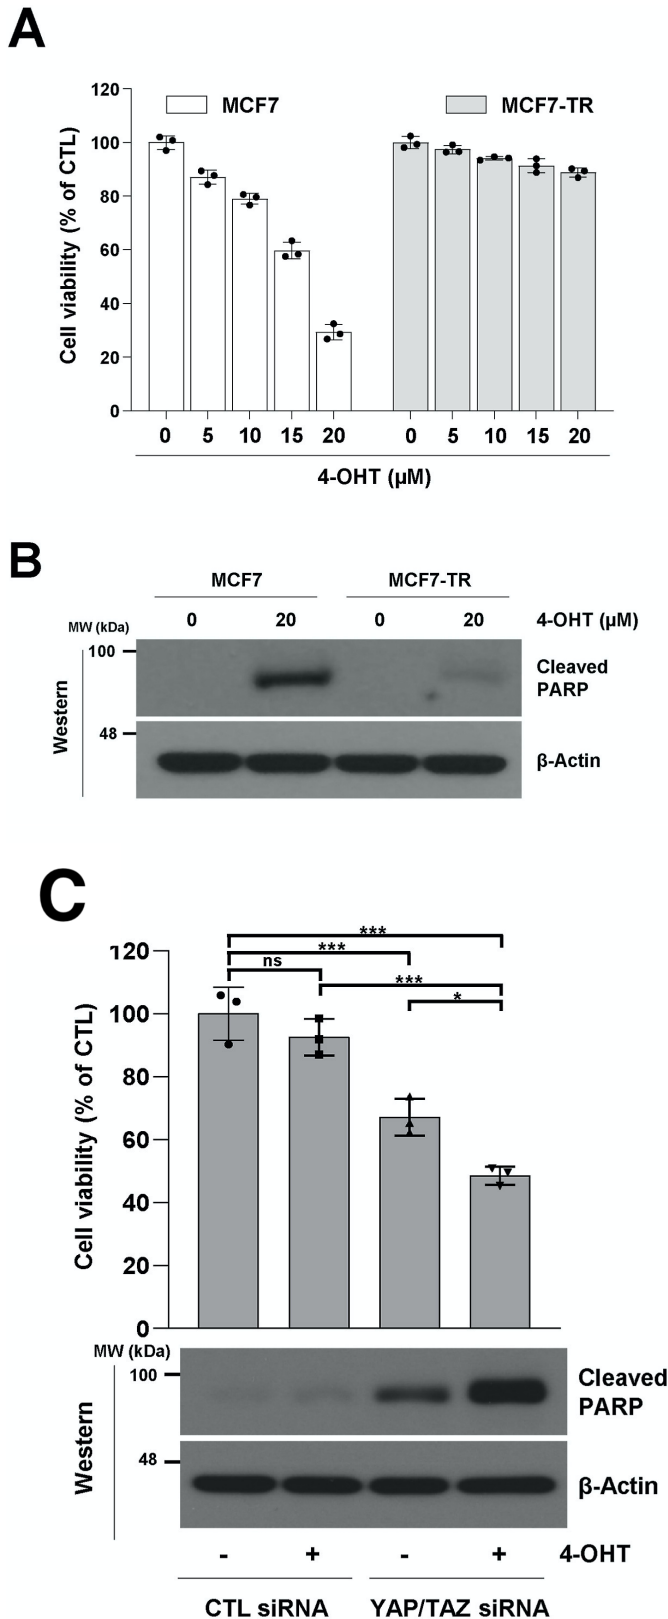 A
120
100
80
60
40
20
0
Cell viability (% of CTL)
MCF7
MCF7-TR
0 5 10 15 20 0 5 10 15 20
4-OHT (µM)
B
MCF7 MCF7-TR
0 20 0 20 4-OHT (µM)
MW (kDa)
100
48
Western
Cleaved
PARP
β-Actin
C
120
100
80
60
40
20
0
Cell viability (% of CTL)
***
***
ns
***
*
MW (kDa)
100
48
Western
Cleaved
PARP
β-Actin
- + - + 4-OHT
CTL siRNA YAP/TAZ siRNA